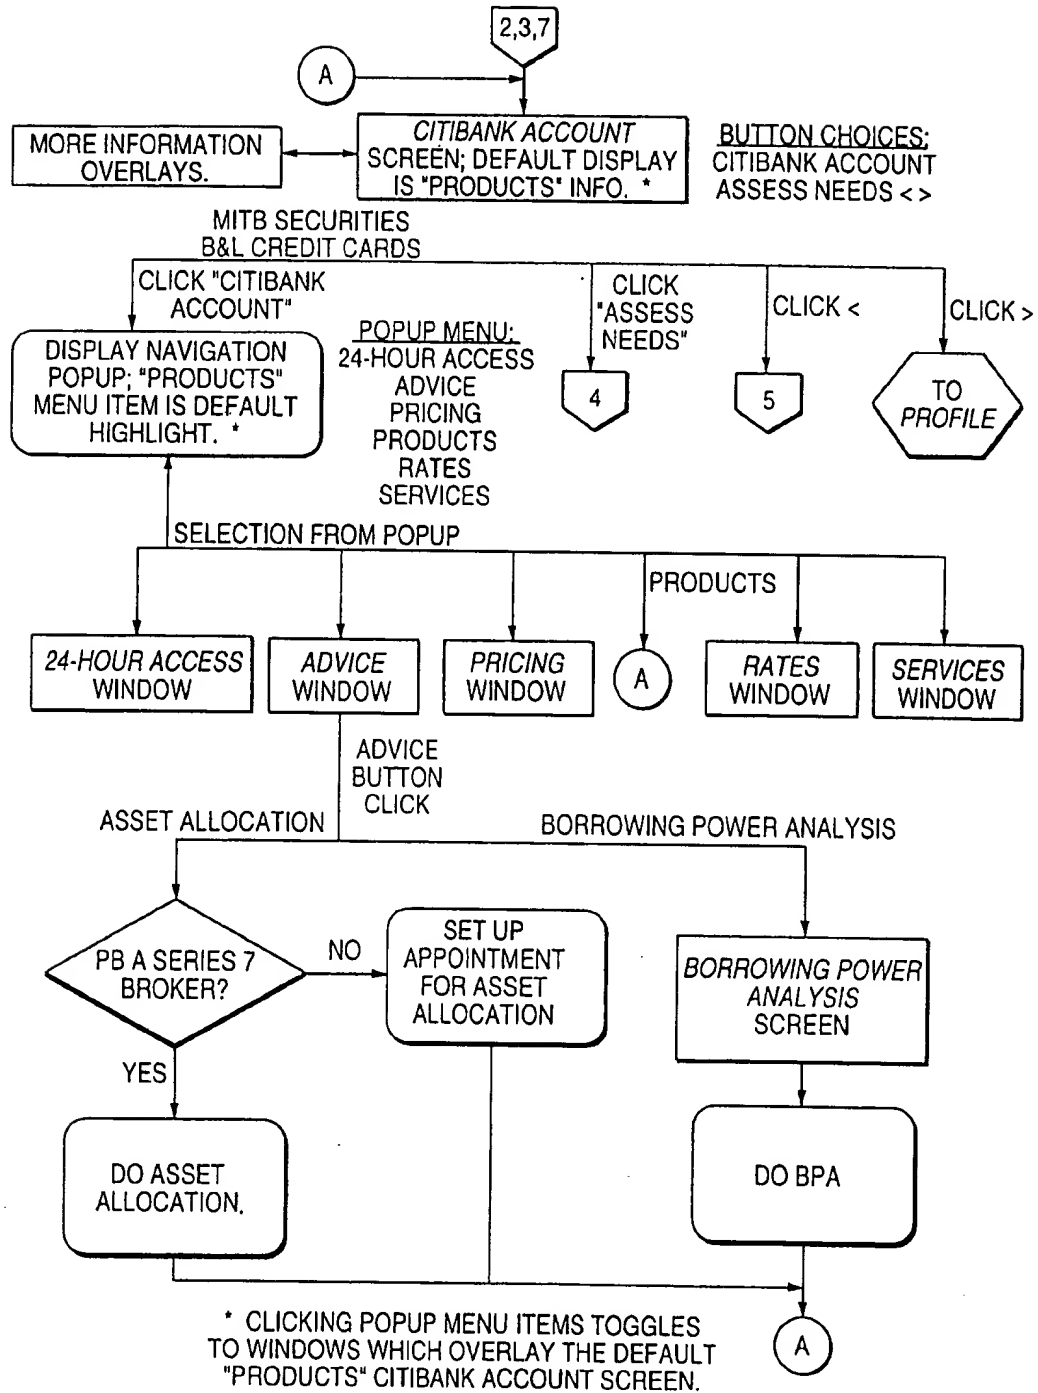 2,3,7
A
MORE INFORMATION
OVERLAYS.
CITIBANK ACCOUNT
SCREEN; DEFAULT DISPLAY
IS "PRODUCTS" INFO. *
BUTTON CHOICES:
CITIBANK ACCOUNT
ASSESS NEEDS < >
MITB SECURITIES
B&L CREDIT CARDS
CLICK "CITIBANK
ACCOUNT"
CLICK
"ASSESS
NEEDS"
CLICK <
CLICK >
DISPLAY NAVIGATION
POPUP; "PRODUCTS"
MENU ITEM IS DEFAULT
HIGHLIGHT. *
POPUP MENU:
24-HOUR ACCESS
ADVICE
PRICING
PRODUCTS
RATES
SERVICES
4
5
TO
PROFILE
SELECTION FROM POPUP
PRODUCTS
24-HOUR ACCESS
WINDOW
ADVICE
WINDOW
PRICING
WINDOW
A
RATES
WINDOW
SERVICES
WINDOW
ADVICE
BUTTON
CLICK
ASSET ALLOCATION
BORROWING POWER ANALYSIS
PB A SERIES 7
BROKER?
NO
SET UP
APPOINTMENT
FOR ASSET
ALLOCATION
BORROWING POWER
ANALYSIS
SCREEN
YES
DO ASSET
ALLOCATION.
DO BPA
A
* CLICKING POPUP MENU ITEMS TOGGLES
TO WINDOWS WHICH OVERLAY THE DEFAULT
"PRODUCTS" CITIBANK ACCOUNT SCREEN.